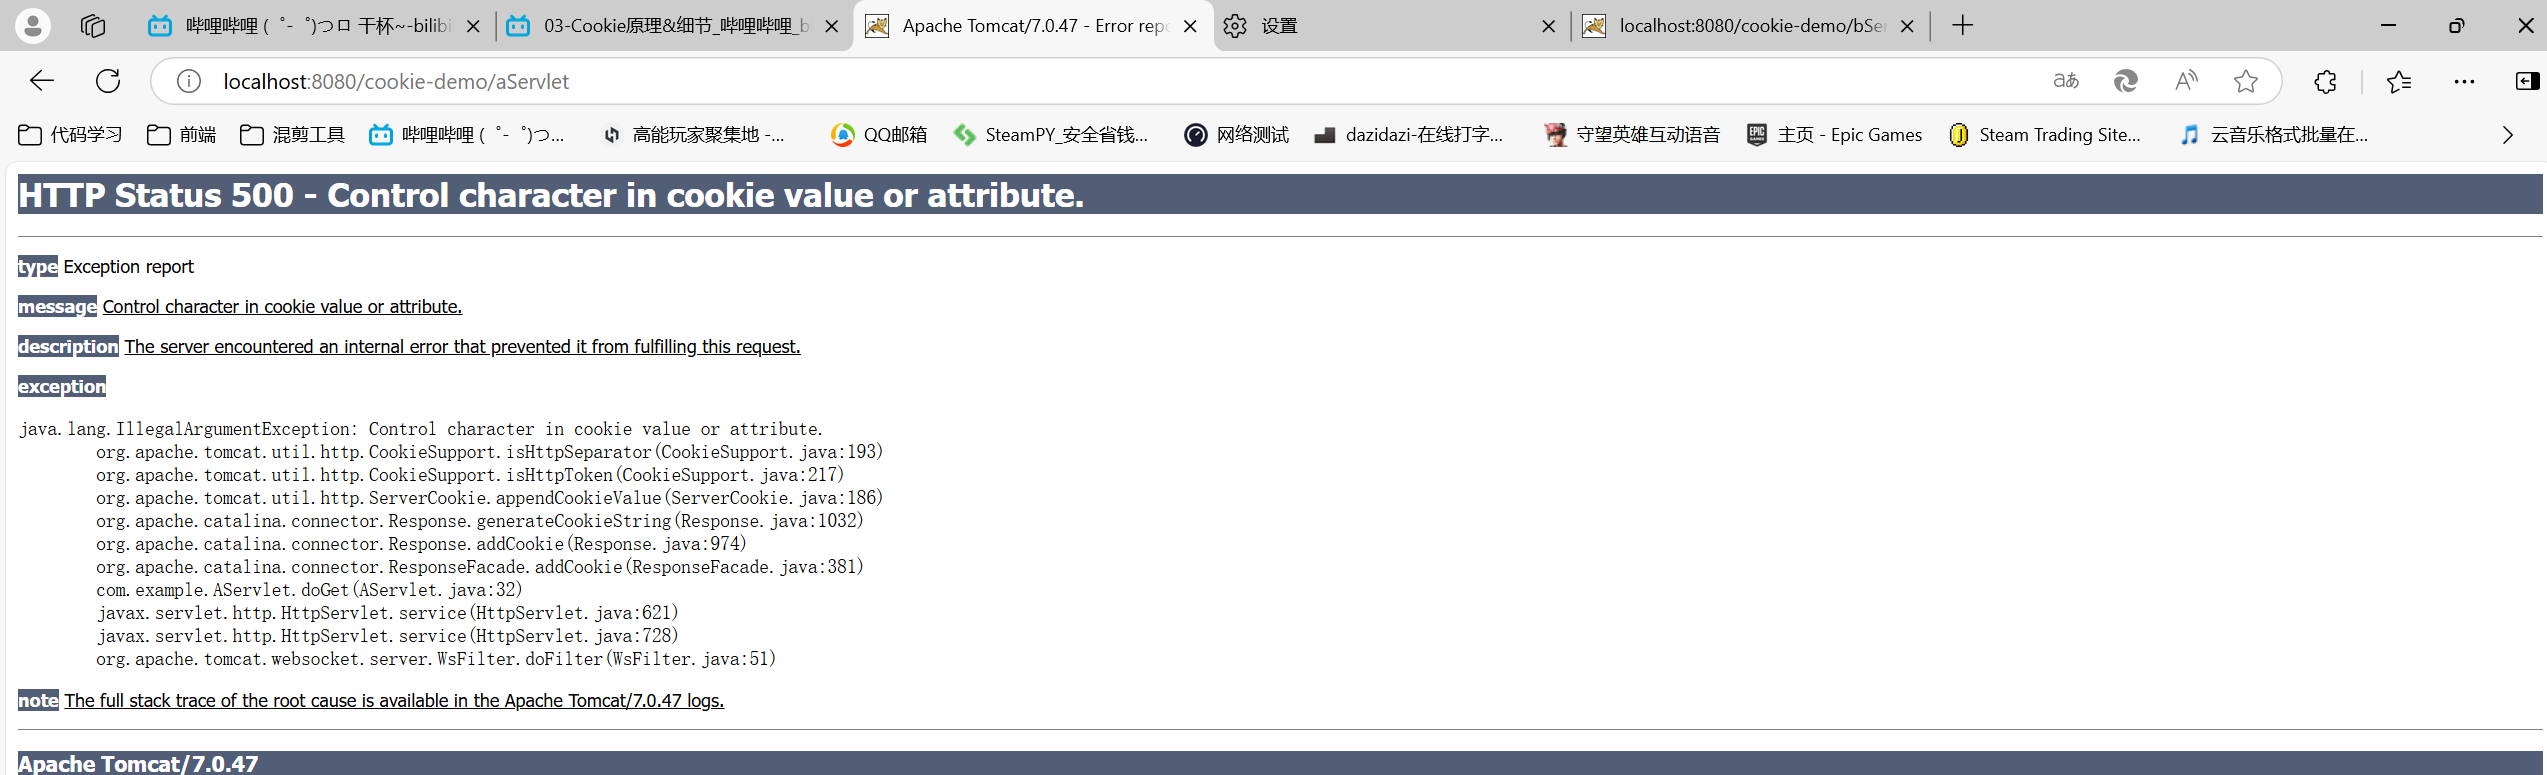 哔哩哔哩 ( ゜- ゜)つロ 干杯~-bilibi
03-Cookie原理&细节_哔哩哔哩_b
Apache Tomcat/7.0.47 - Error repo
设置
localhost:8080/cookie-demo/bSer
localhost:8080/cookie-demo/aServlet
aあ
代码学习
前端
混剪工具
哔哩哔哩 ( ゜- ゜)つ...
高能玩家聚集地 -...
QQ邮箱
SteamPY_安全省钱...
网络测试
dazidazi-在线打字...
守望英雄互动语音
主页 - Epic Games
Steam Trading Site...
云音乐格式批量在...
HTTP Status 500 - Control character in cookie value or attribute.
type Exception report
message Control character in cookie value or attribute.
description The server encountered an internal error that prevented it from fulfilling this request.
exception
java.lang.IllegalArgumentException: Control character in cookie value or attribute.
org.apache.tomcat.util.http.CookieSupport.isHttpSeparator(CookieSupport.java:193)
org.apache.tomcat.util.http.CookieSupport.isHttpToken(CookieSupport.java:217)
org.apache.tomcat.util.http.ServerCookie.appendCookieValue(ServerCookie.java:186)
org.apache.catalina.connector.Response.generateCookieString(Response.java:1032)
org.apache.catalina.connector.Response.addCookie(Response.java:974)
org.apache.catalina.connector.ResponseFacade.addCookie(ResponseFacade.java:381)
com.example.AServlet.doGet(AServlet.java:32)
javax.servlet.http.HttpServlet.service(HttpServlet.java:621)
javax.servlet.http.HttpServlet.service(HttpServlet.java:728)
org.apache.tomcat.websocket.server.WsFilter.doFilter(WsFilter.java:51)
note The full stack trace of the root cause is available in the Apache Tomcat/7.0.47 logs.
Apache Tomcat/7.0.47